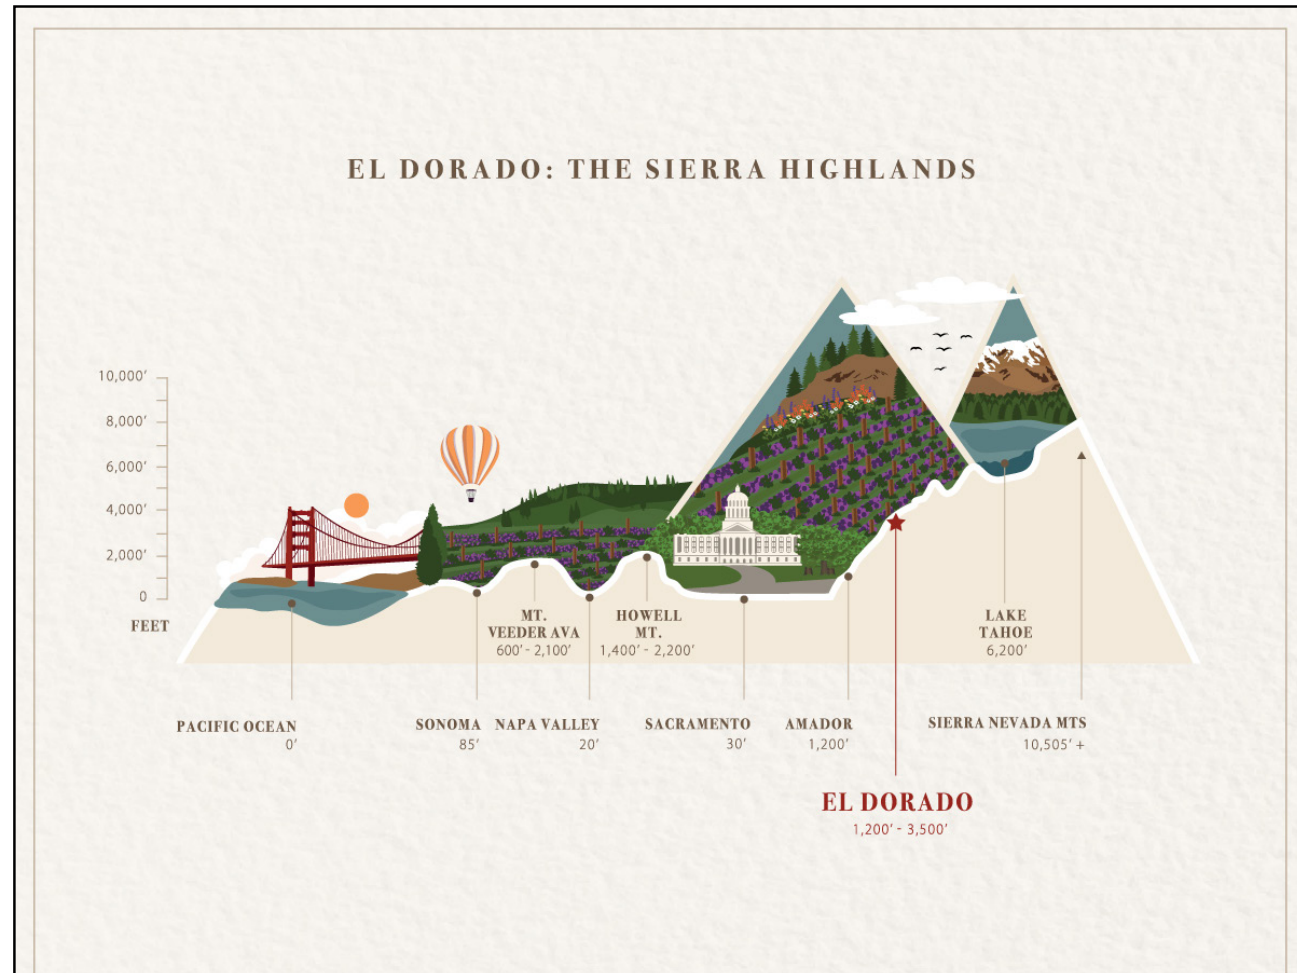 EL DORADO: THE SIERRA HIGHLANDS
10,000'
8,000'
6,000'
4,000'
2,000'
0
FEET
MT.
VEEDER AVA
600' - 2,100'
HOWELL
MT.
1,400' - 2,200'
LAKE
TAHOE
6,200'
PACIFIC OCEAN
0'
SONOMA
85'
NAPA VALLEY
20'
SACRAMENTO
30'
AMADOR
1,200'
SIERRA NEVADA MTS
10,505' +
EL DORADO
1,200' - 3,500'